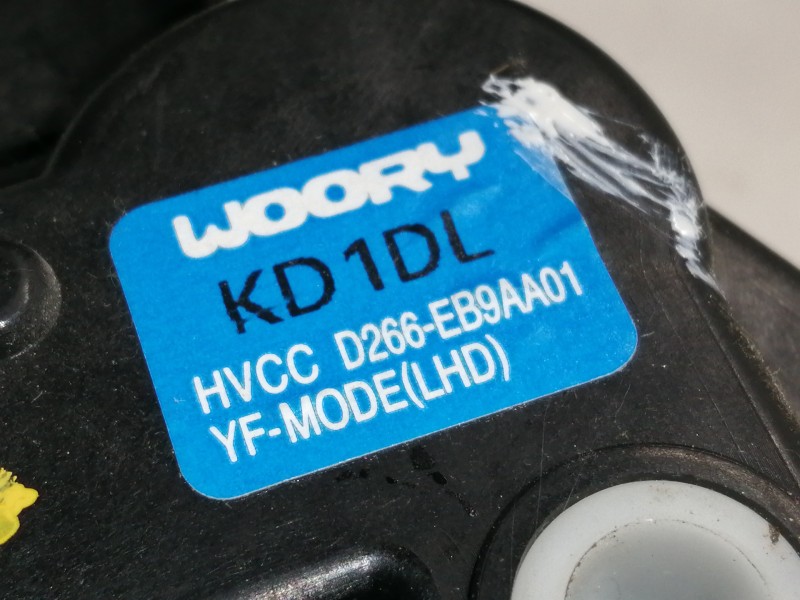 WOORY
KD1DL
HVCC D266-EB9AA01
YF-MODE(LHD)